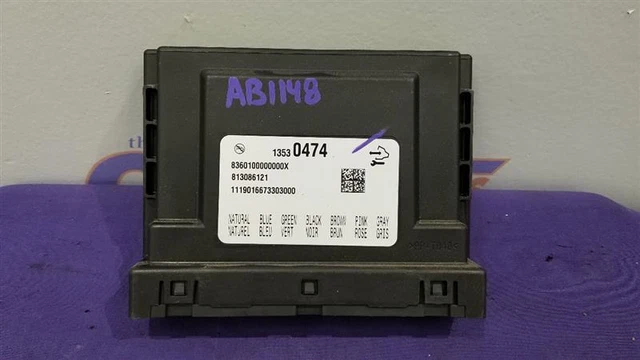 AB1148
1353 0474
8360100000000X
813086121
1119016673303000
NATURAL BLUE GREEN BLACK BROWN PINK GRAY
NATUREL BLEU VERT NOIR BRUN ROSE GRIS
the